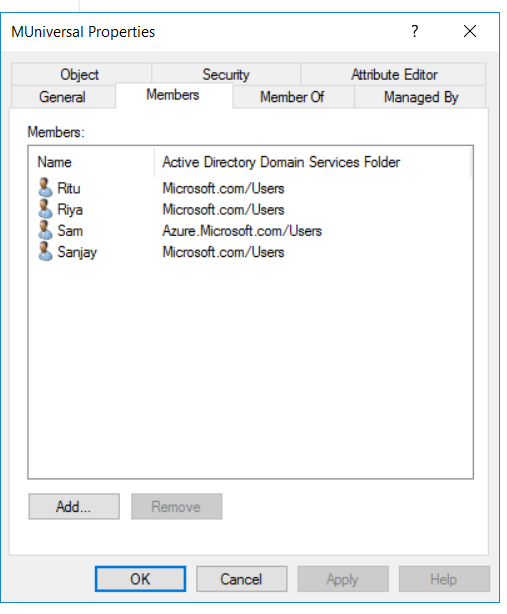 MUniversal Properties
?
Object Security Attribute Editor
General Members Member Of Managed By
Members:
Name Active Directory Domain Services Folder
Ritu Microsoft.com/Users
Riya Microsoft.com/Users
Sam Azure.Microsoft.com/Users
Sanjay Microsoft.com/Users
Add... Remove
OK Cancel Apply Help